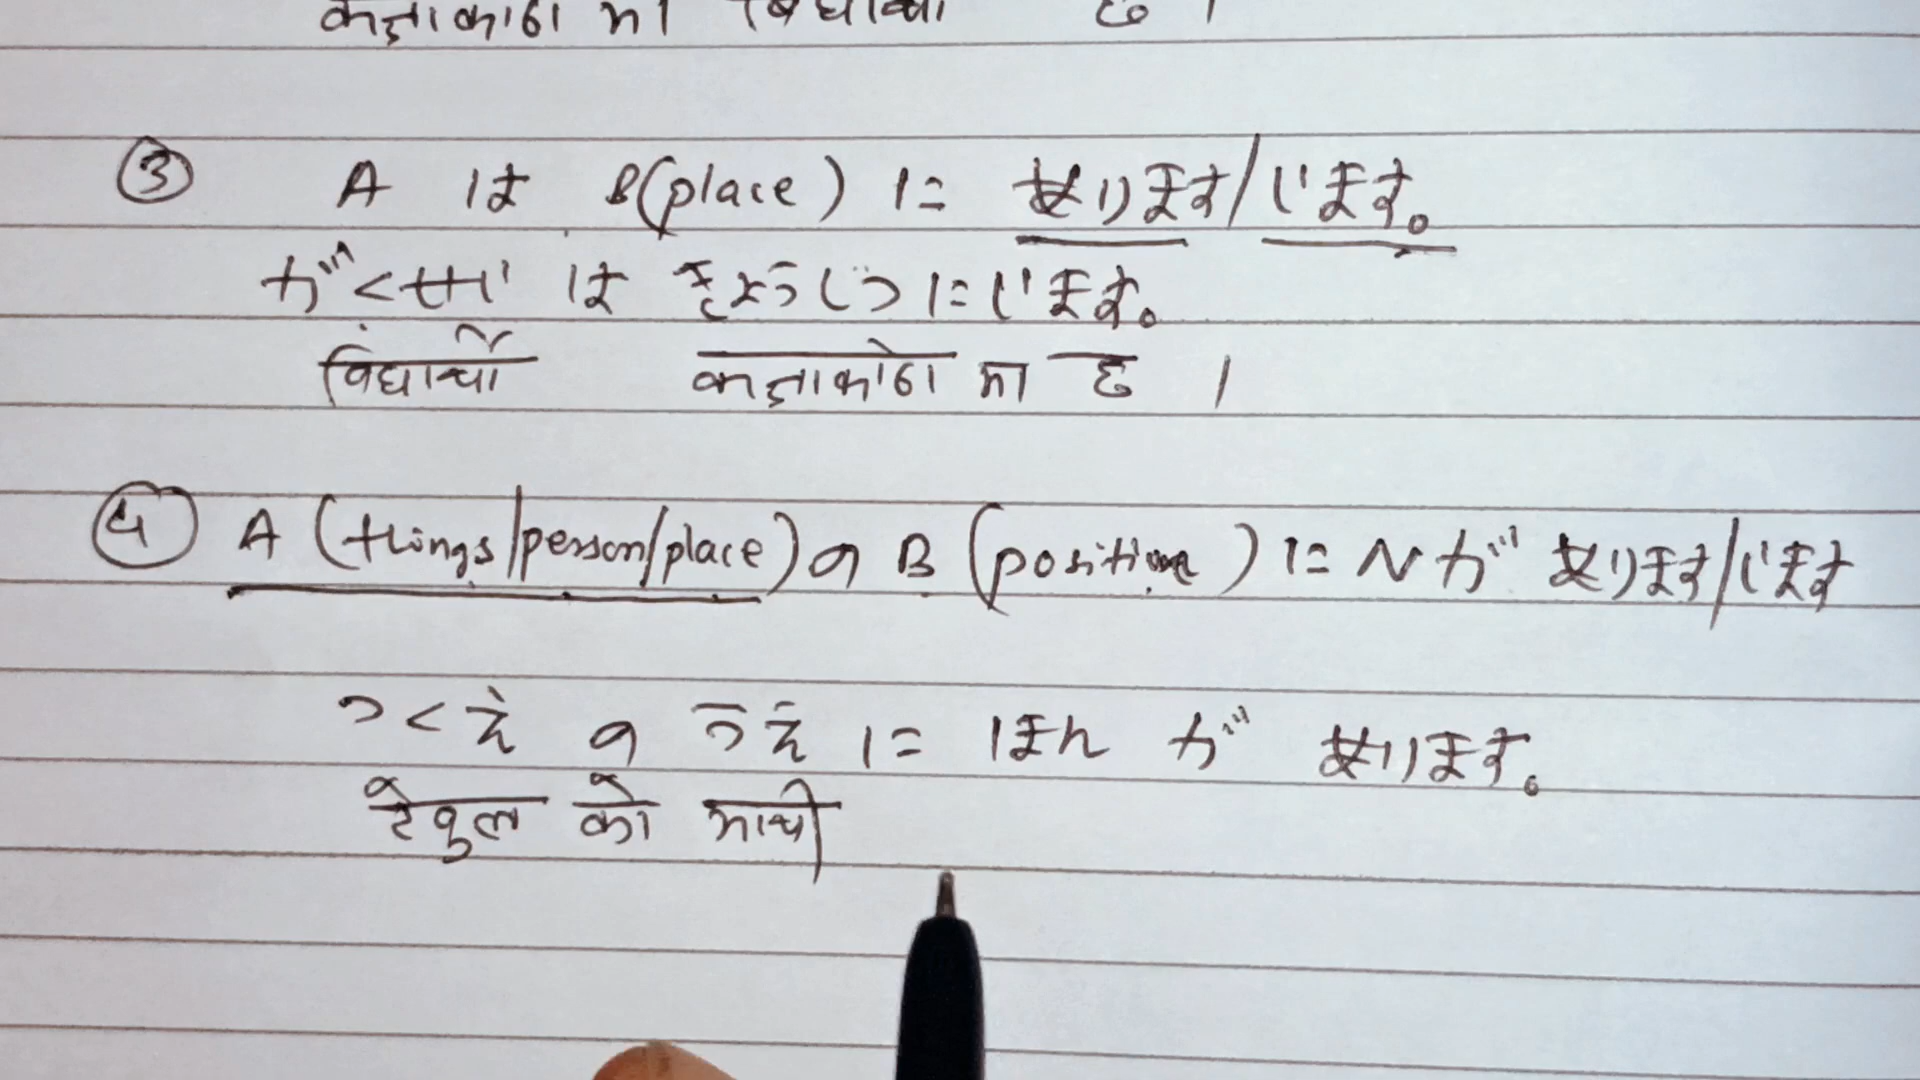 कक्षाकोठा मा विद्यार्थी छ ।
③ A は B(place) に あります/います。
がくせい は きょうしつ に います。
विद्यार्थी कक्षाकोठा मा छ ।
④ A (things/person/place) の B (position) に N が あります/います
つくえ の うえ に ほん が あります。
टेवुल को माथी